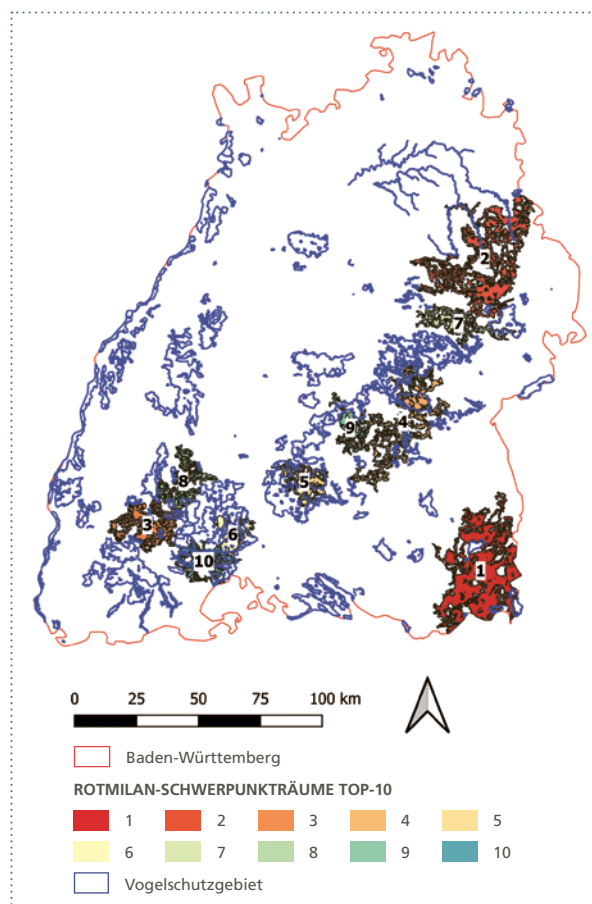 2
7
9
4
8
5
3
6
10
1
0 25 50 75 100 km
Baden-Württemberg
ROTMILAN-SCHWERPUNKTRÄUME TOP-10
1 2 3 4 5
6 7 8 9 10
Vogelschutzgebiet